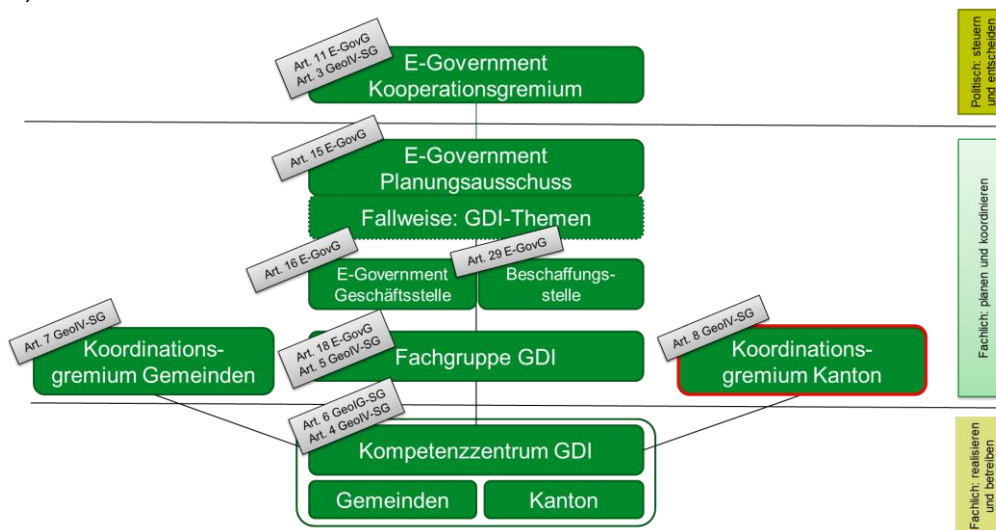 Art. 11 E-GovG
Art. 3 GeoIV-SG
E-Government
Kooperationsgremium
Politisch: steuern
und entscheiden
Art. 15 E-GovG
E-Government
Planungsausschuss
Fallweise: GDI-Themen
Art. 16 E-GovG
E-Government
Geschäftsstelle
Art. 29 E-GovG
Beschaffungs-
stelle
Art. 7 GeoIV-SG
Koordinations-
gremium Gemeinden
Art. 18 E-GovG
Art. 5 GeoIV-SG
Fachgruppe GDI
Art. 8 GeoIV-SG
Koordinations-
gremium Kanton
Fachlich: planen und koordinieren
Art. 6 GeoIG-SG
Art. 4 GeoIV-SG
Kompetenzzentrum GDI
Gemeinden
Kanton
Fachlich: realisieren
und betreiben